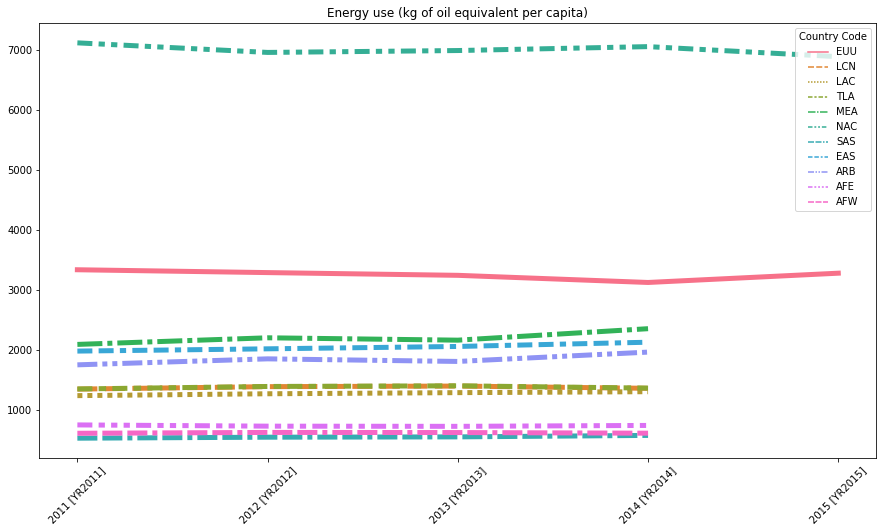 Energy use (kg of oil equivalent per capita)
7000
6000
5000
4000
3000
2000
1000
Country Code
EUU
LCN
LAC
TLA
MEA
NAC
SAS
EAS
ARB
AFE
AFW
2011 [YR2011]
2012 [YR2012]
2013 [YR2013]
2014 [YR2014]
2015 [YR2015]